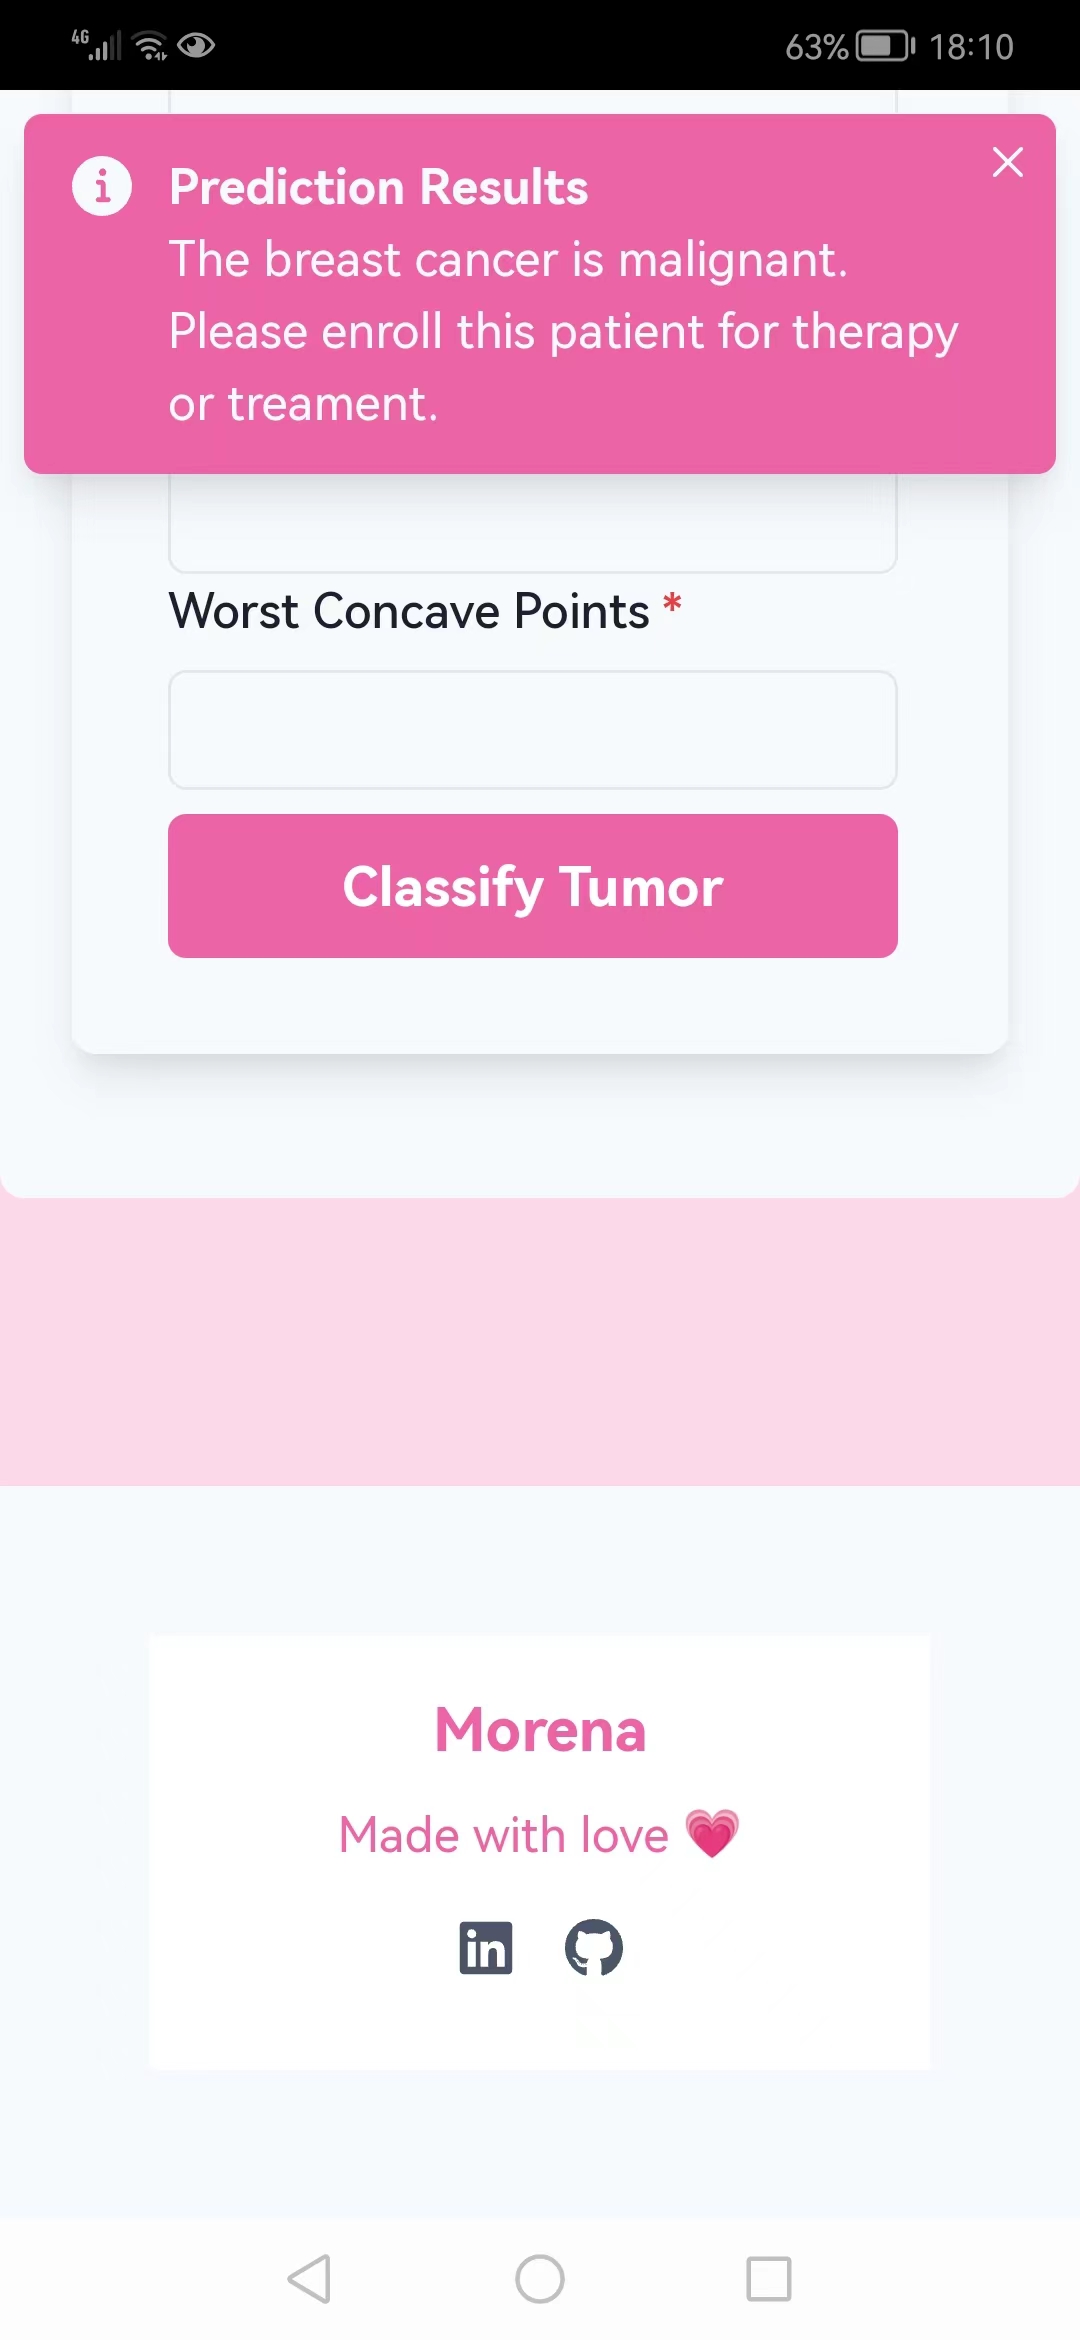 4G 63% 18:10
Prediction Results
The breast cancer is malignant.
Please enroll this patient for therapy
or treament.
Worst Concave Points *
Classify Tumor
Morena
Made with love 💗
in